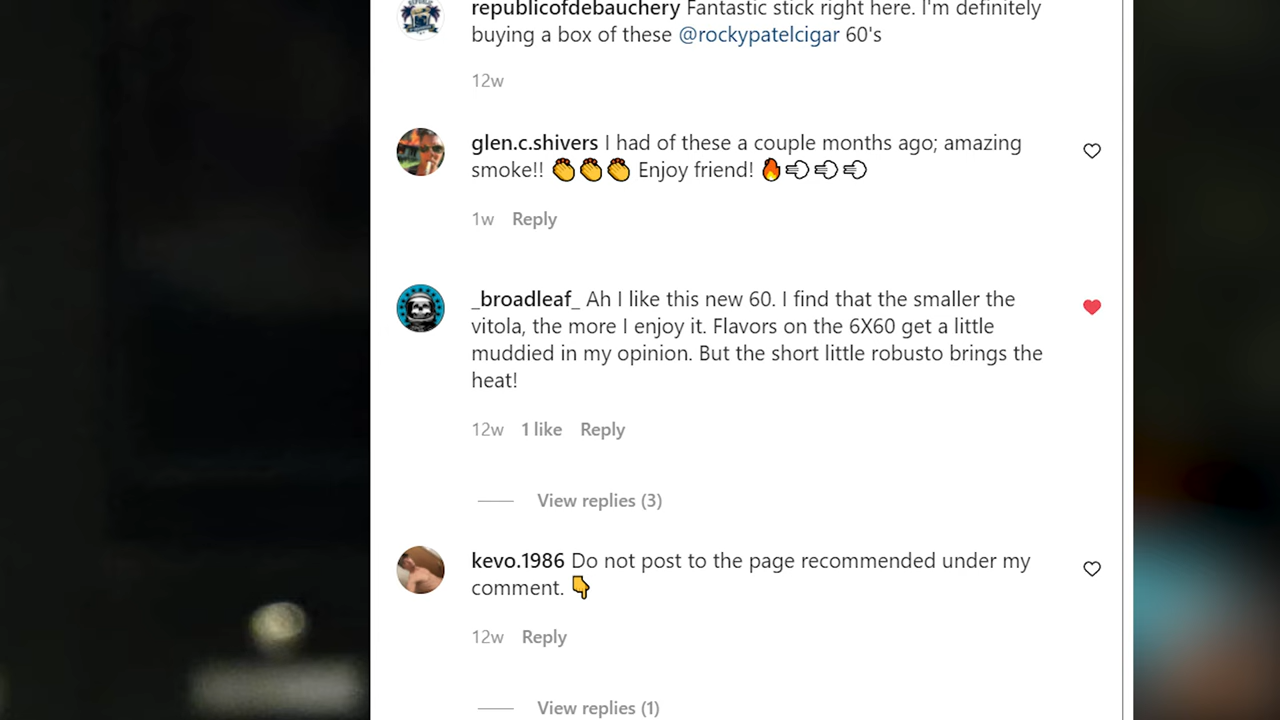 republicofdebauchery Fantastic stick right here. I'm definitely
buying a box of these @rockypatelcigar 60's
12w
glen.c.shivers I had of these a couple months ago; amazing
smoke!! 👏👏👏 Enjoy friend! 🔥💨💨💨
1w Reply
_broadleaf_ Ah I like this new 60. I find that the smaller the
vitola, the more I enjoy it. Flavors on the 6X60 get a little
muddied in my opinion. But the short little robusto brings the
heat!
12w 1 like Reply
View replies (3)
kevo.1986 Do not post to the page recommended under my
comment. 👇
12w Reply
View replies (1)